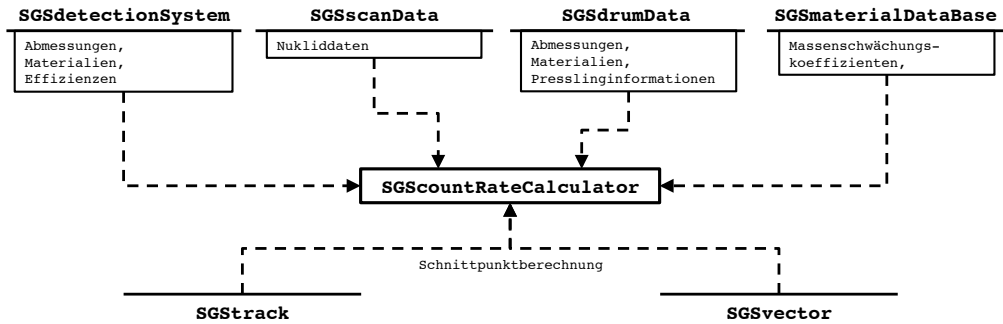 SGSdetectionSystem
Abmessungen,
Materialien,
Effizienzen
SGSscanData
Nukliddaten
SGSdrumData
Abmessungen,
Materialien,
Presslinginformationen
SGSmaterialDataBase
Massenschwächungs-
koeffizienten,
SGScountRateCalculator
Schnittpunktberechnung
SGStrack
SGSvector